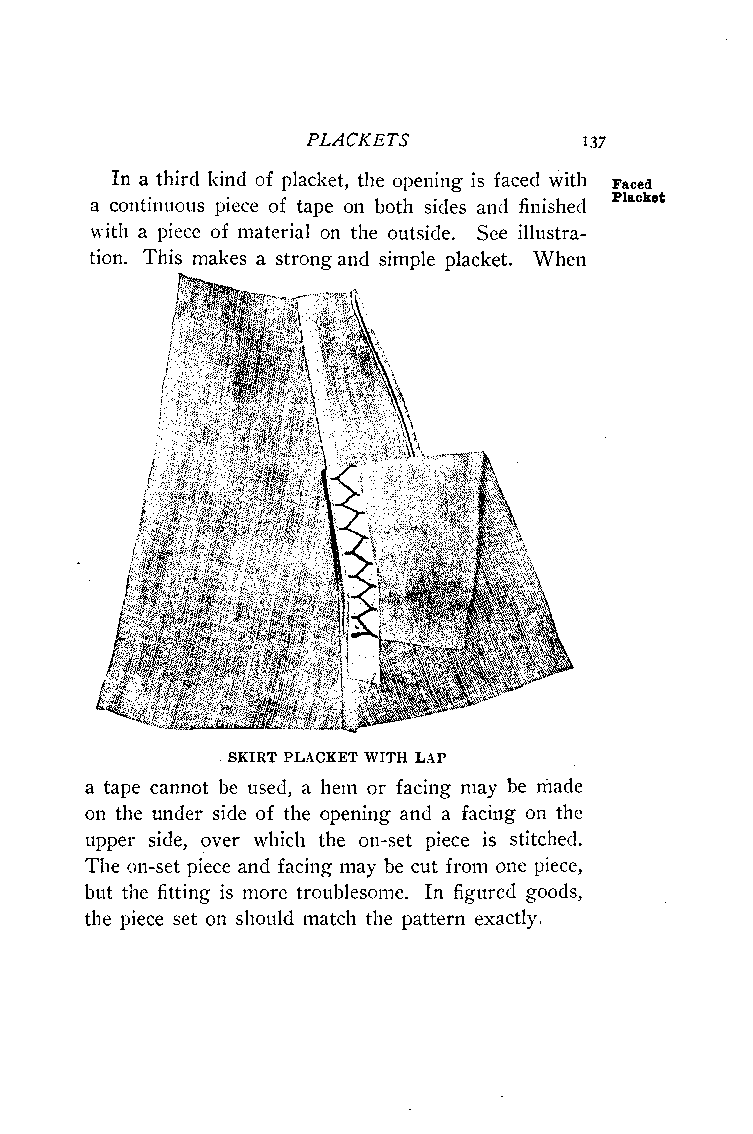 PLACKETS 137
In a third kind of placket, the opening is faced with
a continuous piece of tape on both sides and finished
with a piece of material on the outside. See illustra-
tion. This makes a strong and simple placket. When
Faced
Placket
SKIRT PLACKET WITH LAP
a tape cannot be used, a hem or facing may be made
on the under side of the opening and a facing on the
upper side, over which the on-set piece is stitched.
The on-set piece and facing may be cut from one piece,
but the fitting is more troublesome. In figured goods,
the piece set on should match the pattern exactly.